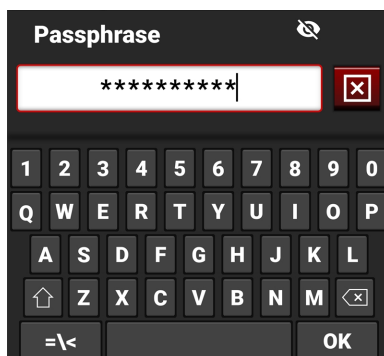 Passphrase
**********
1 2 3 4 5 6 7 8 9 0
Q W E R T Y U I O P
A S D F G H J K L
Z X C V B N M
=\< OK